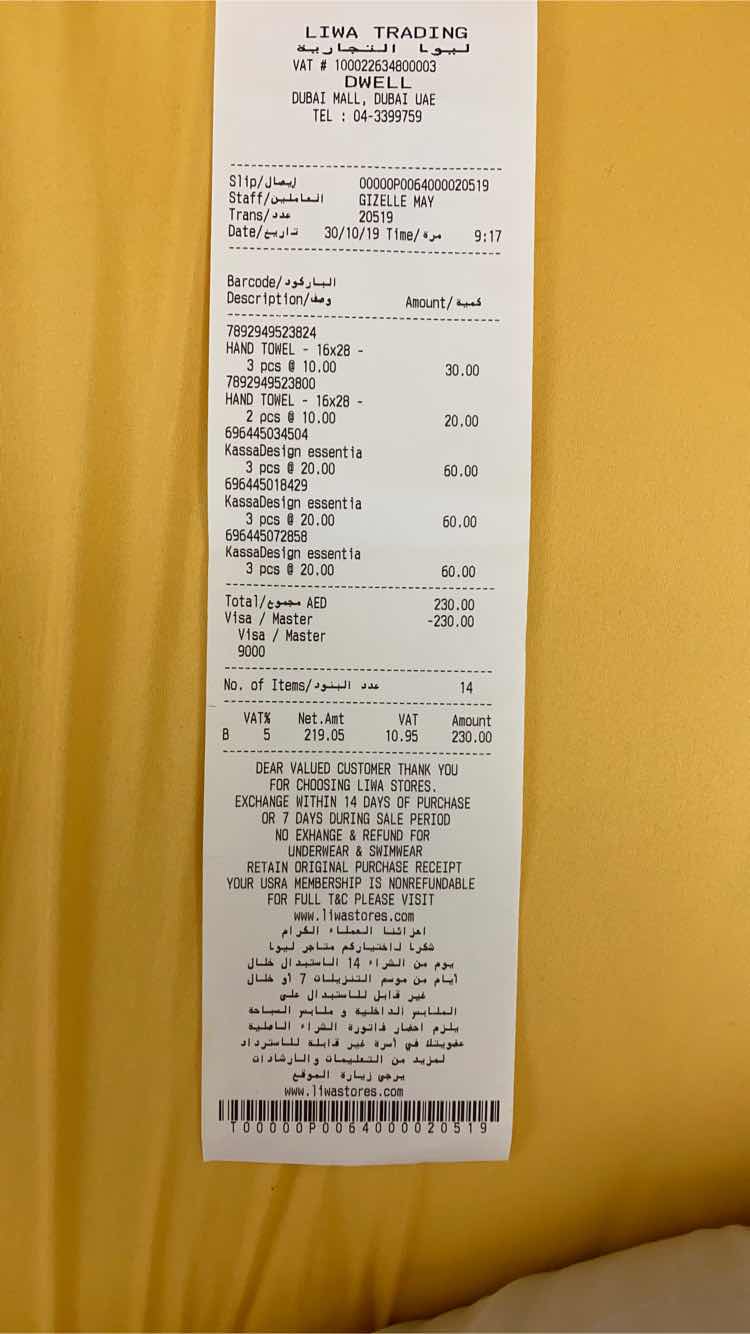 LIWA TRADING
ليوا التجارية
VAT # 100022634800003
DWELL
DUBAI MALL, DUBAI UAE
TEL : 04-3399759
Slip/إيصال 00000P0064000020519
Staff/العاملين GIZELLE MAY
Trans/عدد 20519
Date/تاريخ 30/10/19 Time/مرة 9:17
Barcode/الباركود
Description/وصف Amount/كمية
7892949523824
HAND TOWEL - 16x28 -
3 pcs @ 10.00 30.00
7892949523800
HAND TOWEL - 16x28 -
2 pcs @ 10.00 20.00
696445034504
KassaDesign essentia
3 pcs @ 20.00 60.00
696445018429
KassaDesign essentia
3 pcs @ 20.00 60.00
696445072858
KassaDesign essentia
3 pcs @ 20.00 60.00
Total/مجموع AED 230.00
Visa / Master -230.00
Visa / Master
9000
No. of Items/عدد البنود 14
VAT% Net.Amt VAT Amount
B 5 219.05 10.95 230.00
DEAR VALUED CUSTOMER THANK YOU
FOR CHOOSING LIWA STORES.
EXCHANGE WITHIN 14 DAYS OF PURCHASE
OR 7 DAYS DURING SALE PERIOD
NO EXHANGE & REFUND FOR
UNDERWEAR & SWIMWEAR
RETAIN ORIGINAL PURCHASE RECEIPT
YOUR USRA MEMBERSHIP IS NONREFUNDABLE
FOR FULL T&C PLEASE VISIT
www.liwastores.com
اعزائنا العملاء الكرام
شكرا لاختياركم متاجر ليوا
يوم من الشراء 14 الاستبدال خلال
أيام من موسم التنزيلات 7 أو خلال
غير قابل للاستبدال على
الملابس الداخلية و ملابس السباحة
يلزم احضار فاتورة الشراء الاصلية
عضويتك في أسرة غير قابلة للاسترداد
لمزيد من التعليمات والارشادات
يرجى زيارة الموقع
www.liwastores.com
T00000P0064000020519